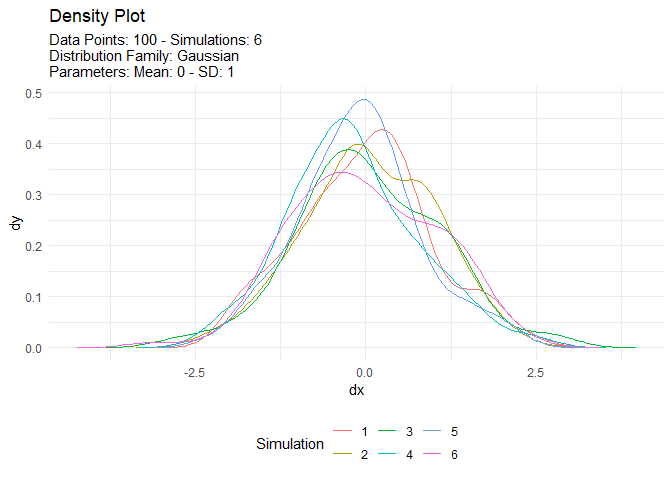 Density Plot
Data Points: 100 - Simulations: 6
Distribution Family: Gaussian
Parameters: Mean: 0 - SD: 1
0.5
0.4
0.3
0.2
0.1
0.0
dy
-2.5 0.0 2.5
dx
Simulation
1 3 5
2 4 6